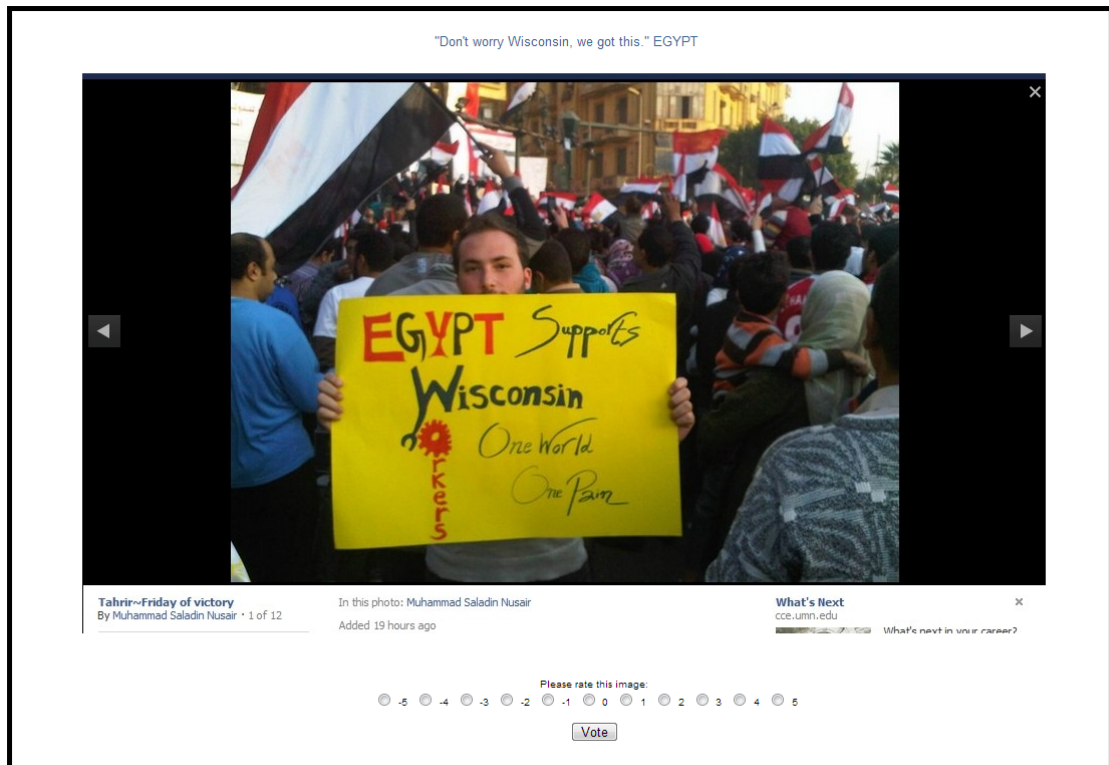 "Don't worry Wisconsin, we got this." EGYPT
EGYPT Supports
Wisconsin
Workers
One World
One Pain
Tahrir~Friday of victory
By Muhammad Saladin Nusair · 1 of 12
In this photo: Muhammad Saladin Nusair
Added 19 hours ago
What's Next
cce.umn.edu
What's next in your career?
Please rate this image:
-5 -4 -3 -2 -1 0 1 2 3 4 5
Vote